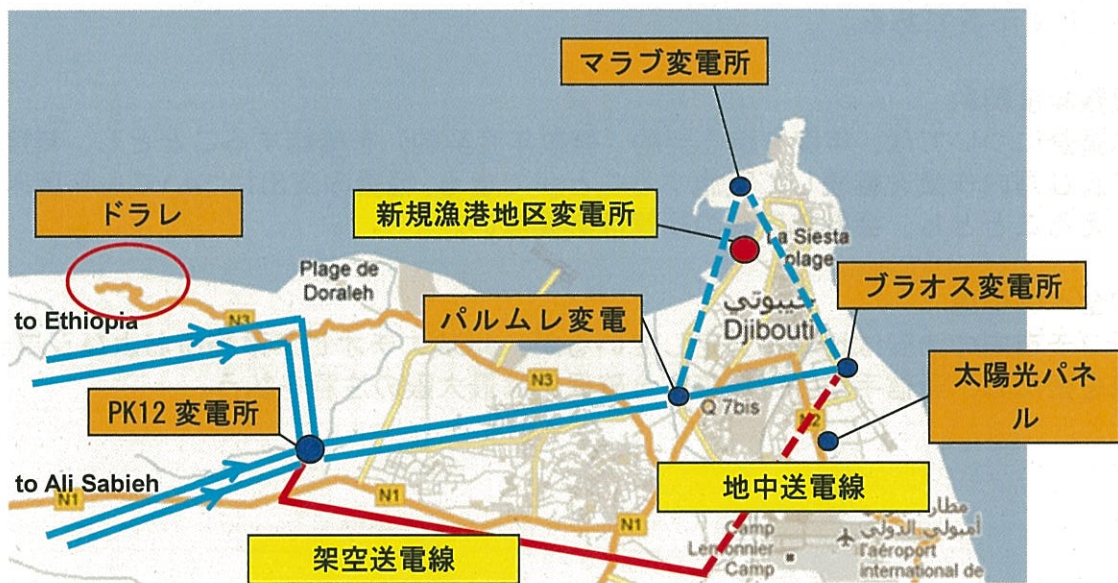 マラブ変電所
ドラレ
新規漁港地区変電所
La Siesta
plage
Plage de
Doraleh
ブラオス変電所
to Ethiopia
N3
パルムレ変電
جيبوتي
Djibouti
太陽光パネ
ル
N3
PK12 変電所
Q 7bis
N2
to Ali Sabieh
N1
N1
N1
地中送電線
架空送電線
Camp
Lemonnier
Camp
أمبولي الدولي
l'aéroport
international de